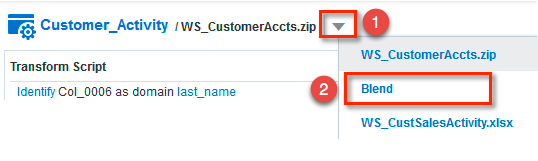 Customer_Activity / WS_CustomerAccts.zip 1
WS_CustomerAccts.zip
Transform Script
2 Blend
Identify Col_0006 as domain last_name
WS_CustSalesActivity.xlsx